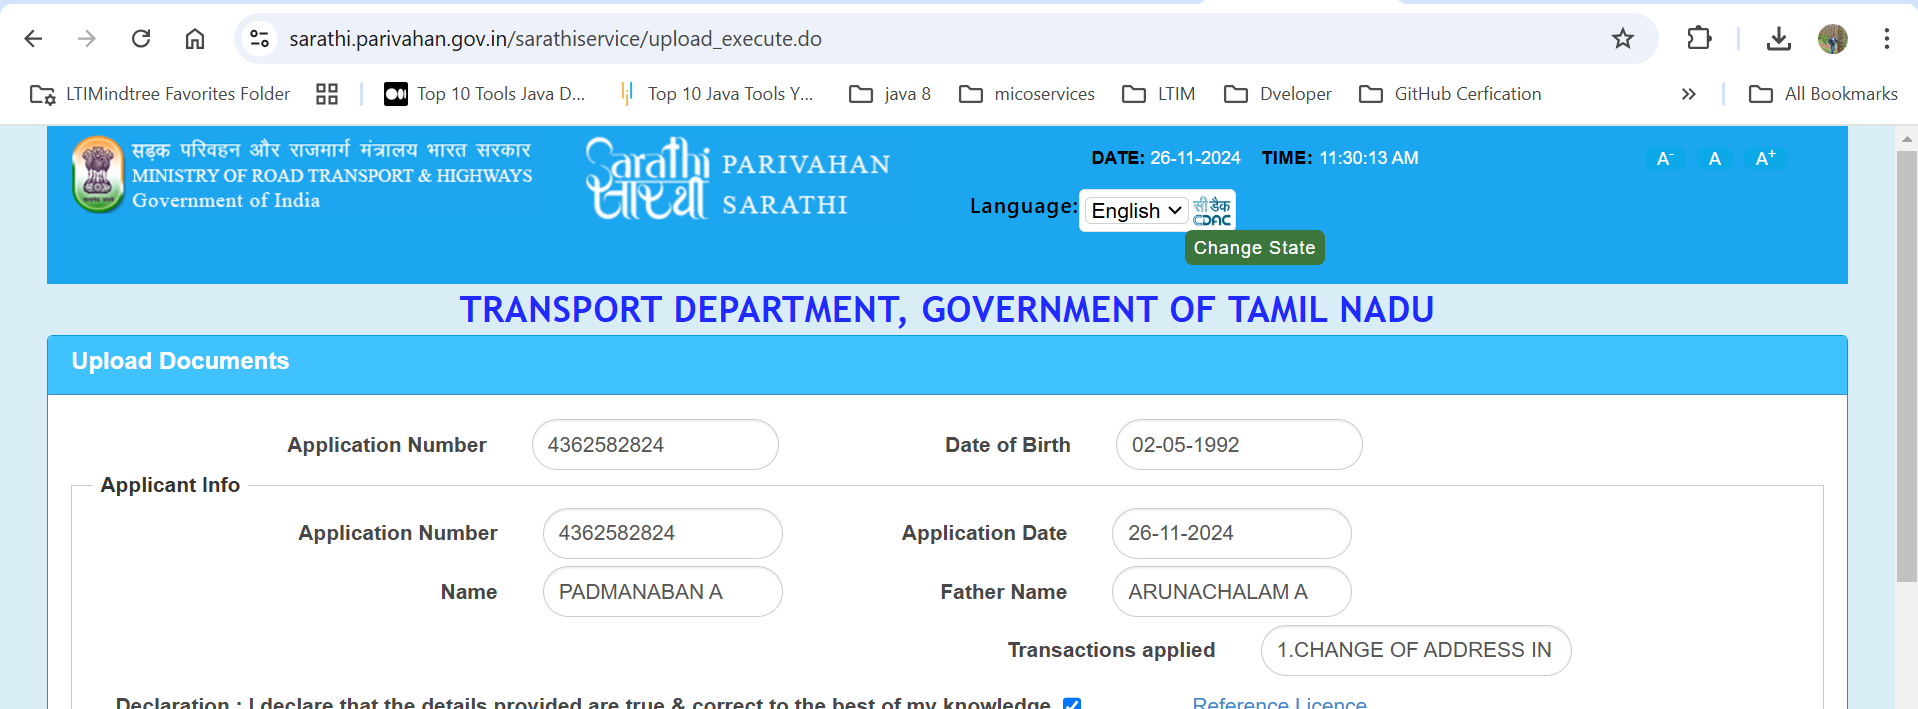 sarathi.parivahan.gov.in/sarathiservice/upload_execute.do
LTIMindtree Favorites Folder
Top 10 Tools Java D...
Top 10 Java Tools Y...
java 8
micoservices
LTIM
Dveloper
GitHub Cerfication
All Bookmarks
सड़क परिवहन और राजमार्ग मंत्रालय भारत सरकार
MINISTRY OF ROAD TRANSPORT & HIGHWAYS
Government of India
Sarathi
सारथी
PARIVAHAN
SARATHI
DATE: 26-11-2024 TIME: 11:30:13 AM
A- A A+
Language: English
सी डैक
CDAC
Change State
TRANSPORT DEPARTMENT, GOVERNMENT OF TAMIL NADU
Upload Documents
Application Number 4362582824 Date of Birth 02-05-1992
Applicant Info
Application Number 4362582824 Application Date 26-11-2024
Name PADMANABAN A Father Name ARUNACHALAM A
Transactions applied 1.CHANGE OF ADDRESS IN
Declaration : I declare that the details provided are true & correct to the best of my knowledge Reference Licence